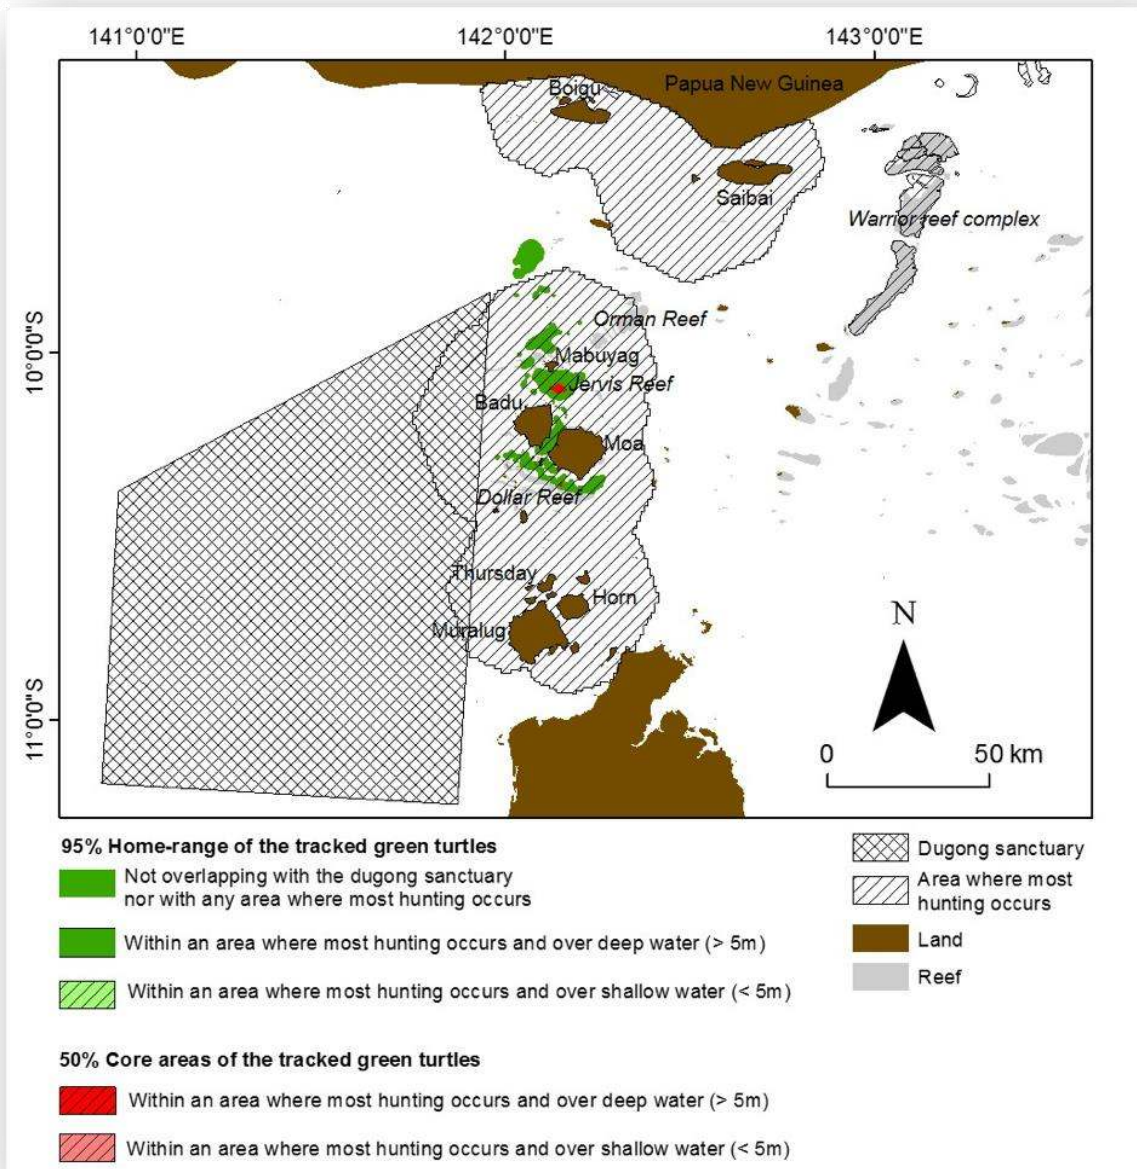 141°0'0"E
142°0'0"E
143°0'0"E
Boigu
Papua New Guinea
Saibai
Warrior reef complex
10°0'0"S
Orman Reef
Mabuyag
Jervis Reef
Badu
Moa
Dollar Reef
Thursday
Horn
Muralug
N
11°0'0"S
0
50 km
95% Home-range of the tracked green turtles
Not overlapping with the dugong sanctuary
nor with any area where most hunting occurs
Within an area where most hunting occurs and over deep water (> 5m)
Within an area where most hunting occurs and over shallow water (< 5m)
50% Core areas of the tracked green turtles
Within an area where most hunting occurs and over deep water (> 5m)
Within an area where most hunting occurs and over shallow water (< 5m)
Dugong sanctuary
Area where most
hunting occurs
Land
Reef